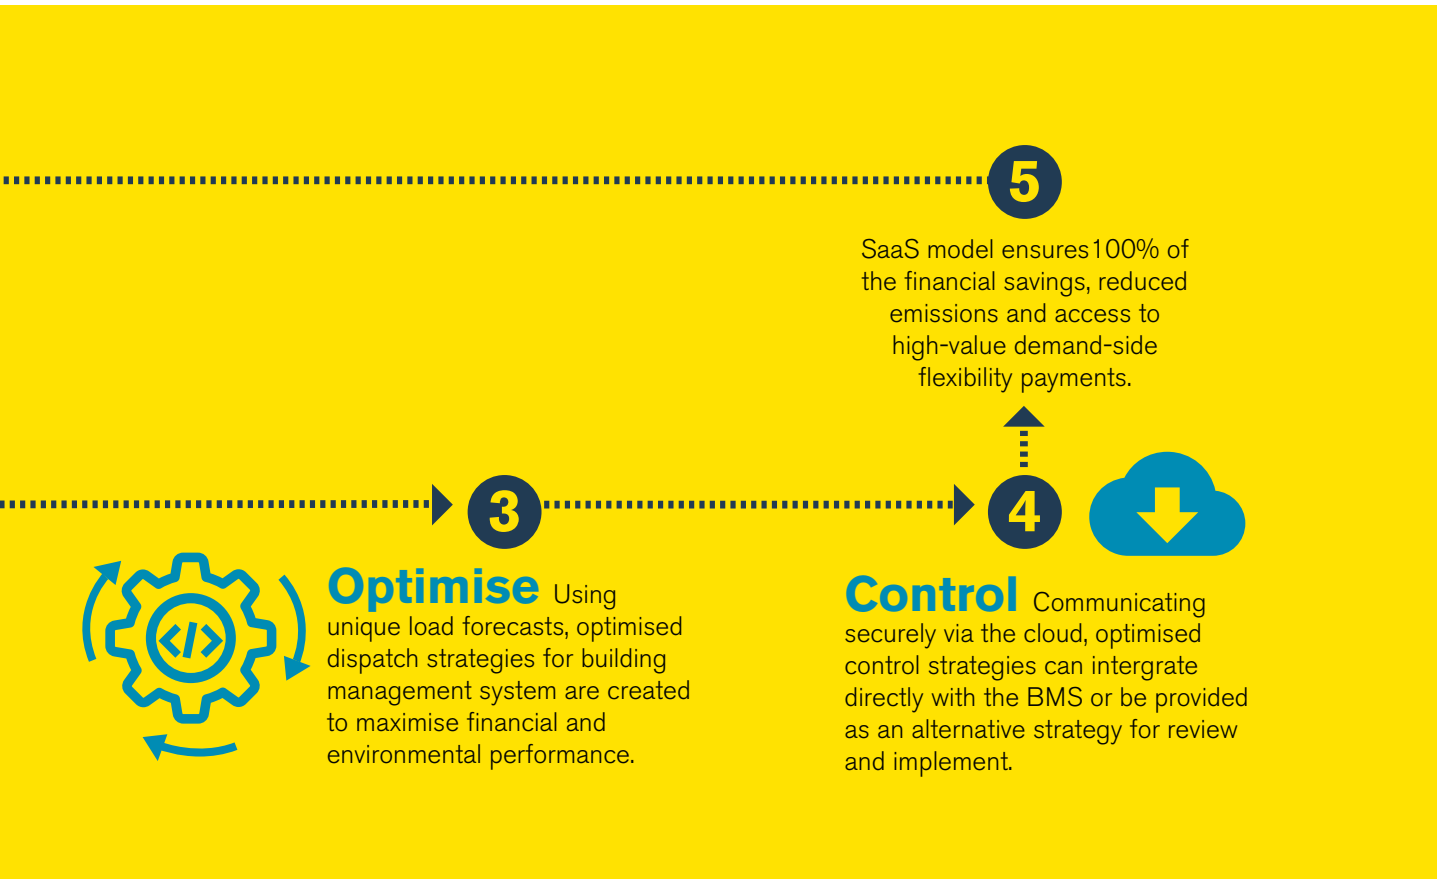 5
SaaS model ensures100% of
the financial savings, reduced
emissions and access to
high-value demand-side
flexibility payments.
3
Optimise Using
unique load forecasts, optimised
dispatch strategies for building
management system are created
to maximise financial and
environmental performance.
4
Control Communicating
securely via the cloud, optimised
control strategies can intergrate
directly with the BMS or be provided
as an alternative strategy for review
and implement.